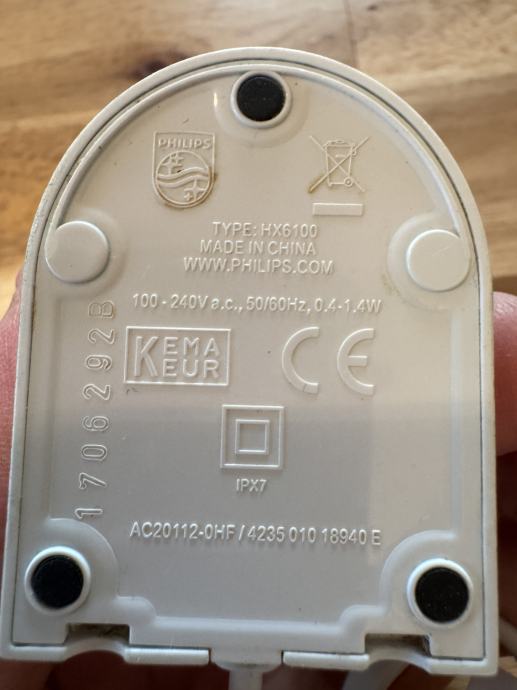 PHILIPS
TYPE: HX6100
MADE IN CHINA
WWW.PHILIPS.COM
100 - 240V a.c., 50/60Hz, 0.4-1.4W
KEMA
KEUR
CE
IPX7
AC20112-0HF / 4235 010 18940 E
1706292B